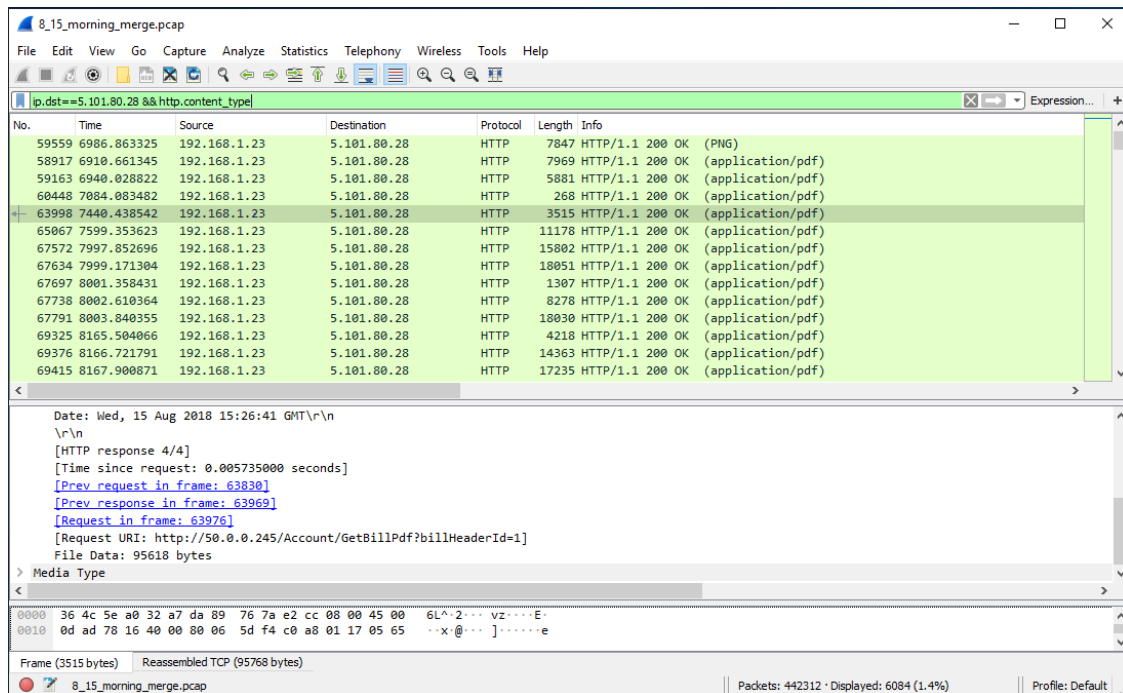 8_15_morning_merge.pcap
File Edit View Go Capture Analyze Statistics Telephony Wireless Tools Help
ip.dst==5.101.80.28 && http.content_type Expression... +
No. Time Source Destination Protocol Length Info
59559 6986.863325 192.168.1.23 5.101.80.28 HTTP 7847 HTTP/1.1 200 OK (PNG)
58917 6910.661345 192.168.1.23 5.101.80.28 HTTP 7969 HTTP/1.1 200 OK (application/pdf)
59163 6940.028822 192.168.1.23 5.101.80.28 HTTP 5881 HTTP/1.1 200 OK (application/pdf)
60448 7084.083482 192.168.1.23 5.101.80.28 HTTP 268 HTTP/1.1 200 OK (application/pdf)
63998 7440.438542 192.168.1.23 5.101.80.28 HTTP 3515 HTTP/1.1 200 OK (application/pdf)
65067 7599.353623 192.168.1.23 5.101.80.28 HTTP 11178 HTTP/1.1 200 OK (application/pdf)
67572 7997.852696 192.168.1.23 5.101.80.28 HTTP 15802 HTTP/1.1 200 OK (application/pdf)
67634 7999.171304 192.168.1.23 5.101.80.28 HTTP 18051 HTTP/1.1 200 OK (application/pdf)
67697 8001.358431 192.168.1.23 5.101.80.28 HTTP 1307 HTTP/1.1 200 OK (application/pdf)
67738 8002.610364 192.168.1.23 5.101.80.28 HTTP 8278 HTTP/1.1 200 OK (application/pdf)
67791 8003.840355 192.168.1.23 5.101.80.28 HTTP 18030 HTTP/1.1 200 OK (application/pdf)
69325 8165.504066 192.168.1.23 5.101.80.28 HTTP 4218 HTTP/1.1 200 OK (application/pdf)
69376 8166.721791 192.168.1.23 5.101.80.28 HTTP 14363 HTTP/1.1 200 OK (application/pdf)
69415 8167.900871 192.168.1.23 5.101.80.28 HTTP 17235 HTTP/1.1 200 OK (application/pdf)
Date: Wed, 15 Aug 2018 15:26:41 GMT\r\n
\r\n
[HTTP response 4/4]
[Time since request: 0.005735000 seconds]
[Prev request in frame: 63830]
[Prev response in frame: 63969]
[Request in frame: 63976]
[Request URI: http://50.0.0.245/Account/GetBillPdf?billHeaderId=1]
File Data: 95618 bytes
Media Type
0000 36 4c 5e a0 32 a7 da 89 76 7a e2 cc 08 00 45 00 6L^·2··· vz····E·
0010 0d ad 78 16 40 00 80 06 5d f4 c0 a8 01 17 05 65 ··x·@··· ]······e
Frame (3515 bytes) Reassembled TCP (95768 bytes)
8_15_morning_merge.pcap Packets: 442312 · Displayed: 6084 (1.4%) Profile: Default